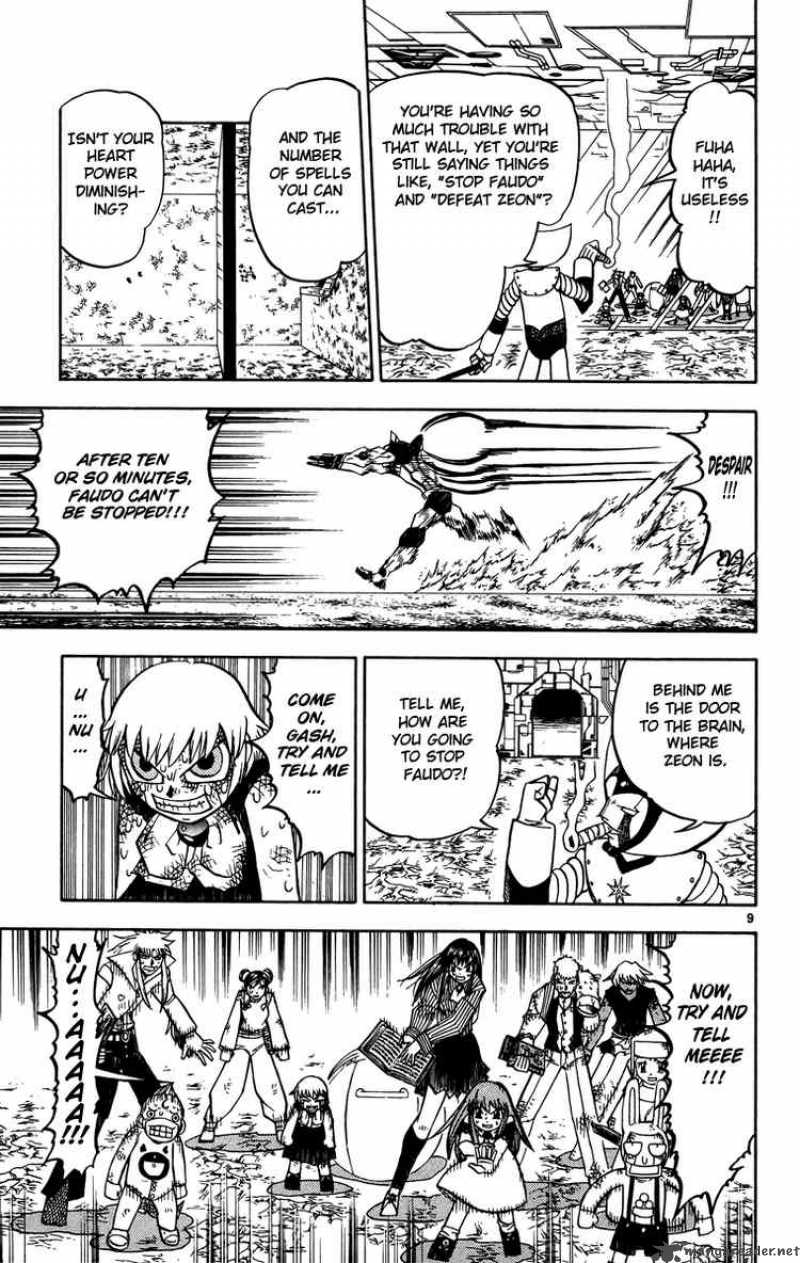 FUHA
HAHA,
IT'S
USELESS
!!
YOU'RE HAVING SO
MUCH TROUBLE WITH
THAT WALL, YET YOU'RE
STILL SAYING THINGS
LIKE, "STOP FAUDO"
AND "DEFEAT ZEON"?
AND THE
NUMBER
OF SPELLS
YOU CAN
CAST...
ISN'T YOUR
HEART
POWER
DIMINISH-
ING?
DESPAIR
!!!
AFTER TEN
OR SO MINUTES,
FAUDO CAN'T
BE STOPPED!!!
BEHIND ME
IS THE DOOR
TO THE BRAIN,
WHERE
ZEON IS.
TELL ME,
HOW ARE
YOU GOING
TO STOP
FAUDO?!
COME
ON,
GASH,
TRY AND
TELL ME
...
U
...
NU
...
9
NOW,
TRY AND
TELL
MEEEE
!!!
NU...AAAAA!!!
mangareader.net